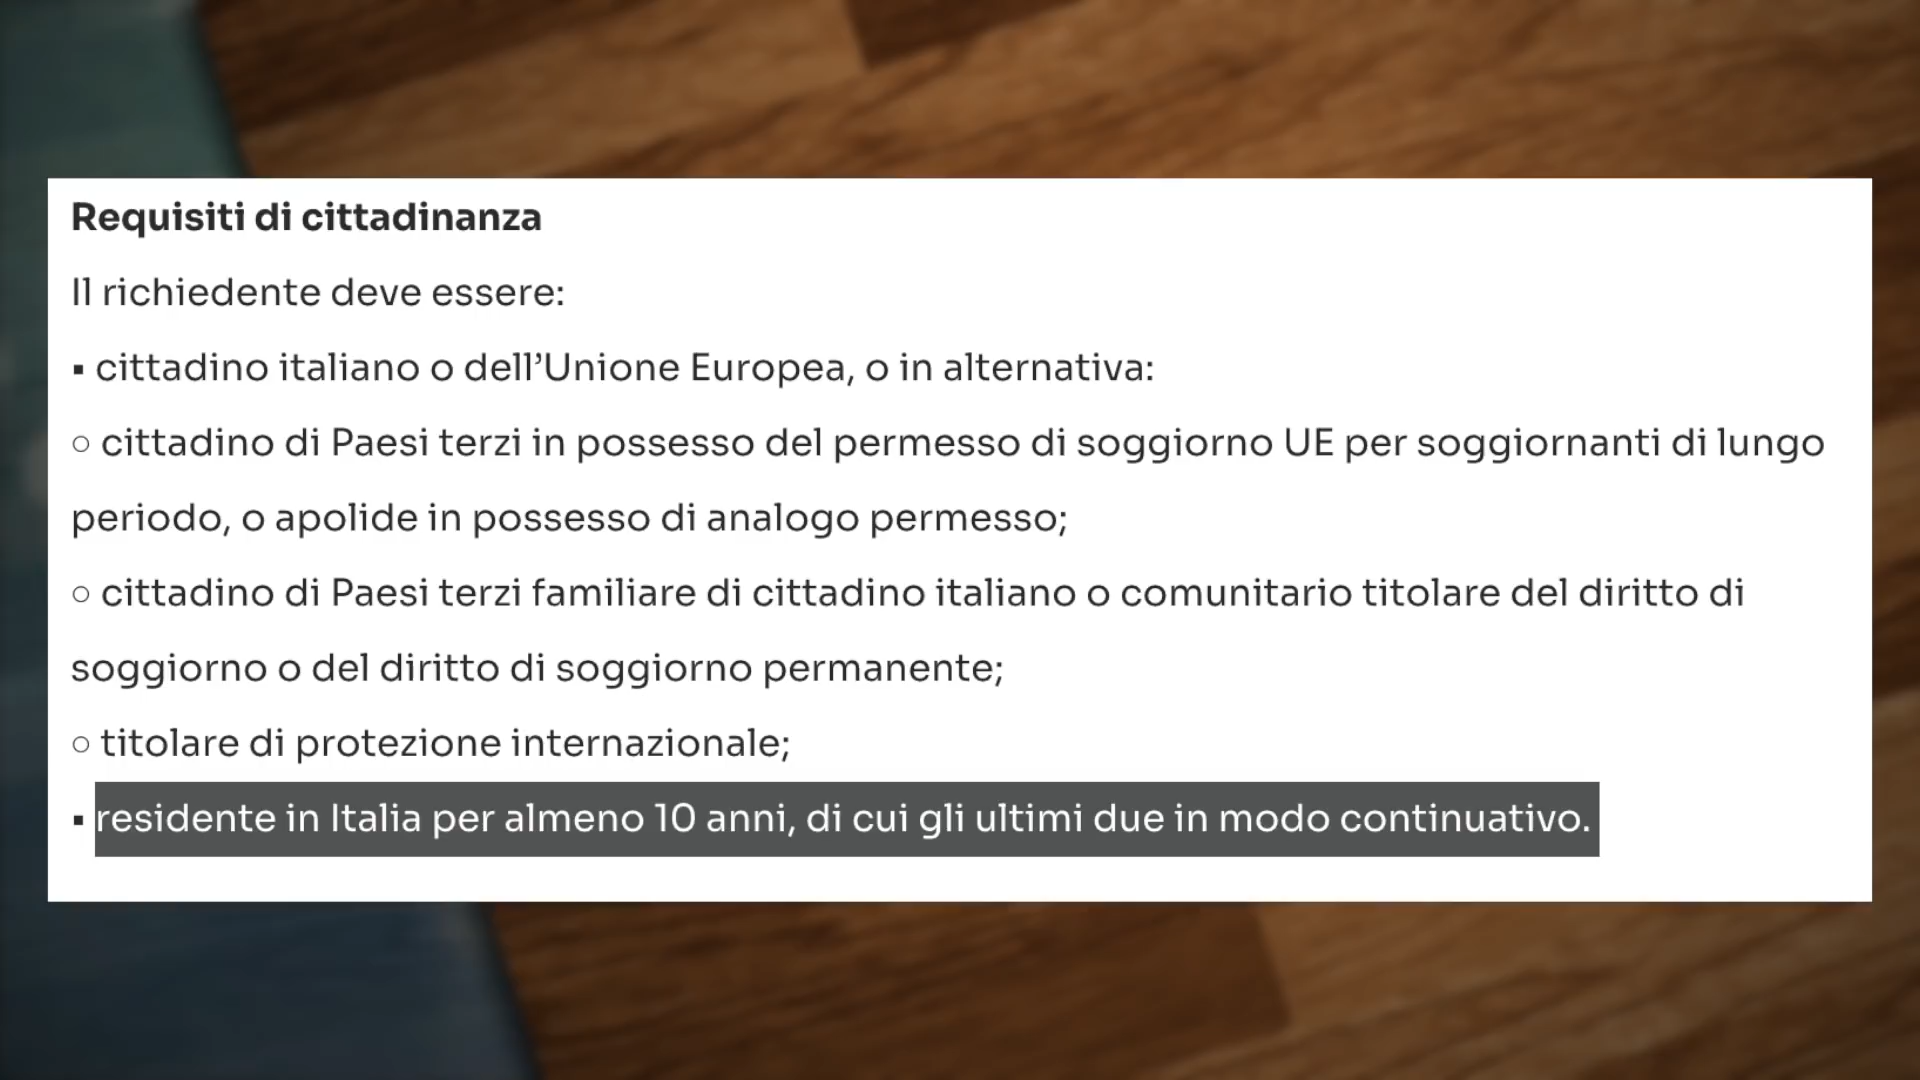 Requisiti di cittadinanza
Il richiedente deve essere:
▪ cittadino italiano o dell’Unione Europea, o in alternativa:
○ cittadino di Paesi terzi in possesso del permesso di soggiorno UE per soggiornanti di lungo
periodo, o apolide in possesso di analogo permesso;
○ cittadino di Paesi terzi familiare di cittadino italiano o comunitario titolare del diritto di
soggiorno o del diritto di soggiorno permanente;
○ titolare di protezione internazionale;
▪ residente in Italia per almeno 10 anni, di cui gli ultimi due in modo continuativo.